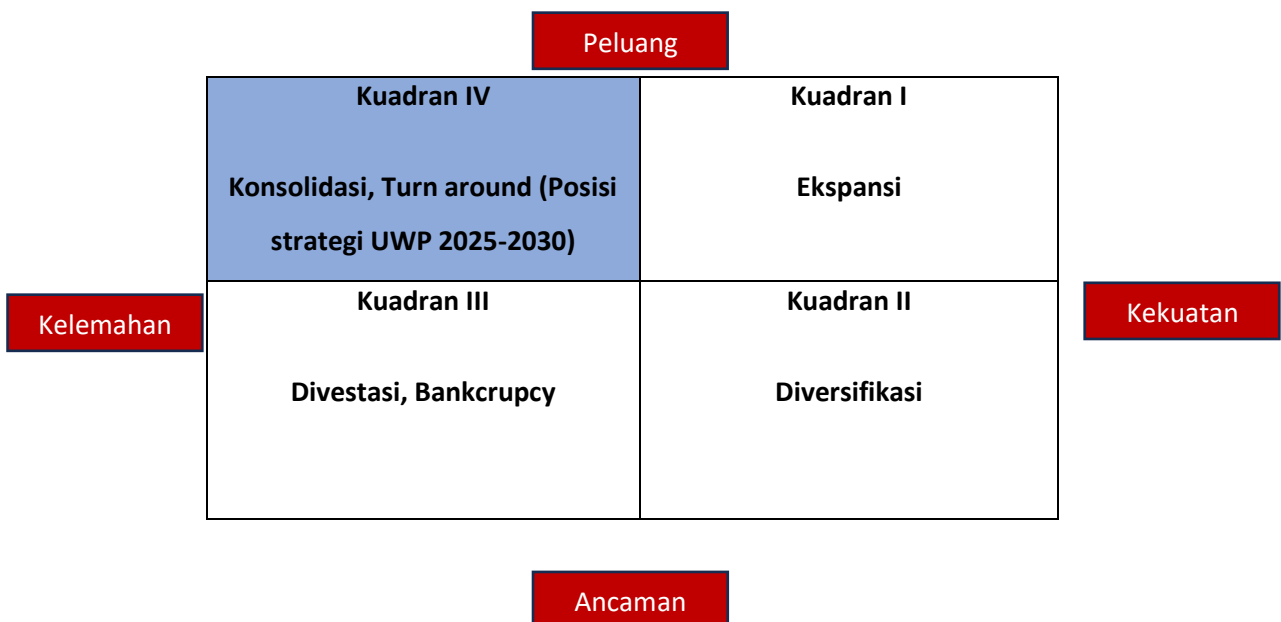 Peluang
Kuadran IV
Konsolidasi, Turn around (Posisi
strategi UWP 2025-2030)
Kuadran I
Ekspansi
Kelemahan
Kuadran III
Divestasi, Bankcrupcy
Kuadran II
Diversifikasi
Kekuatan
Ancaman